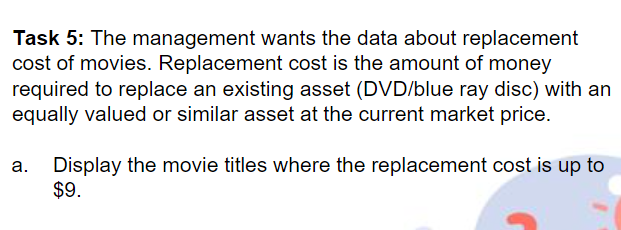 Task 5: The management wants the data about replacement
cost of movies. Replacement cost is the amount of money
required to replace an existing asset (DVD/blue ray disc) with an
equally valued or similar asset at the current market price.
a. Display the movie titles where the replacement cost is up to
$9.